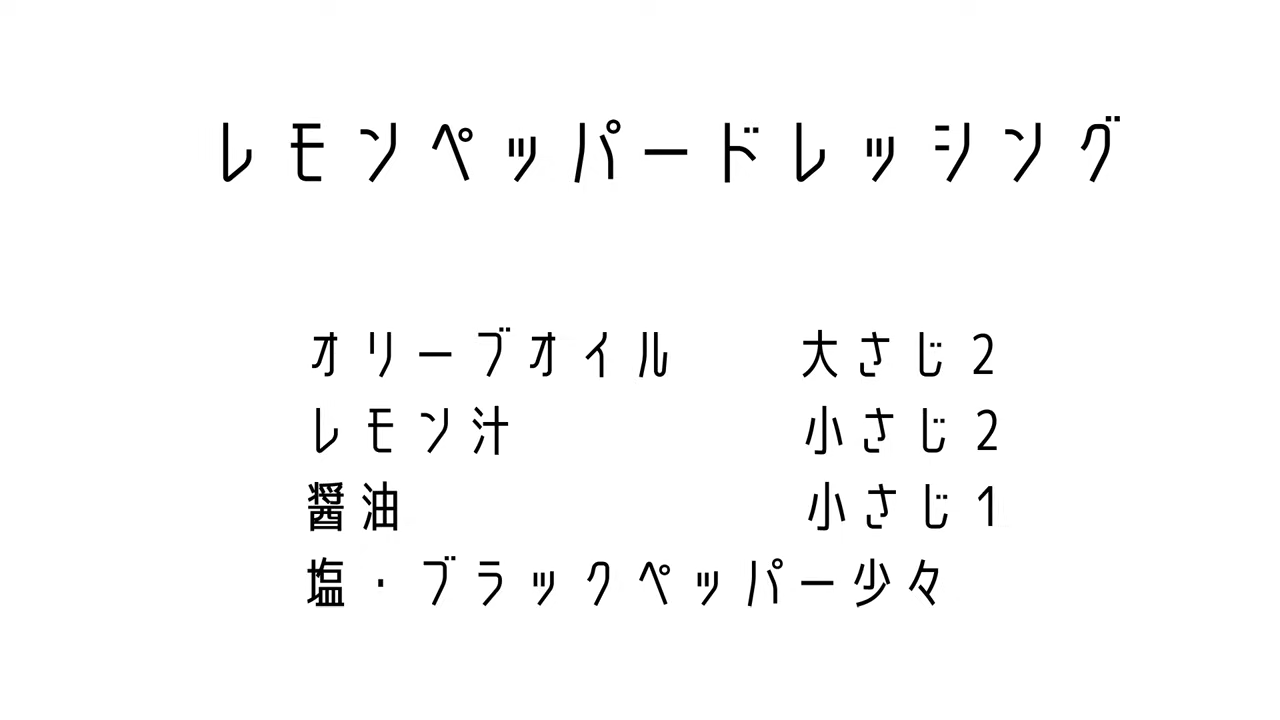 レモンペッパードレッシング
オリーブオイル 大さじ2
レモン汁 小さじ2
醤油 小さじ1
塩・ブラックペッパー少々